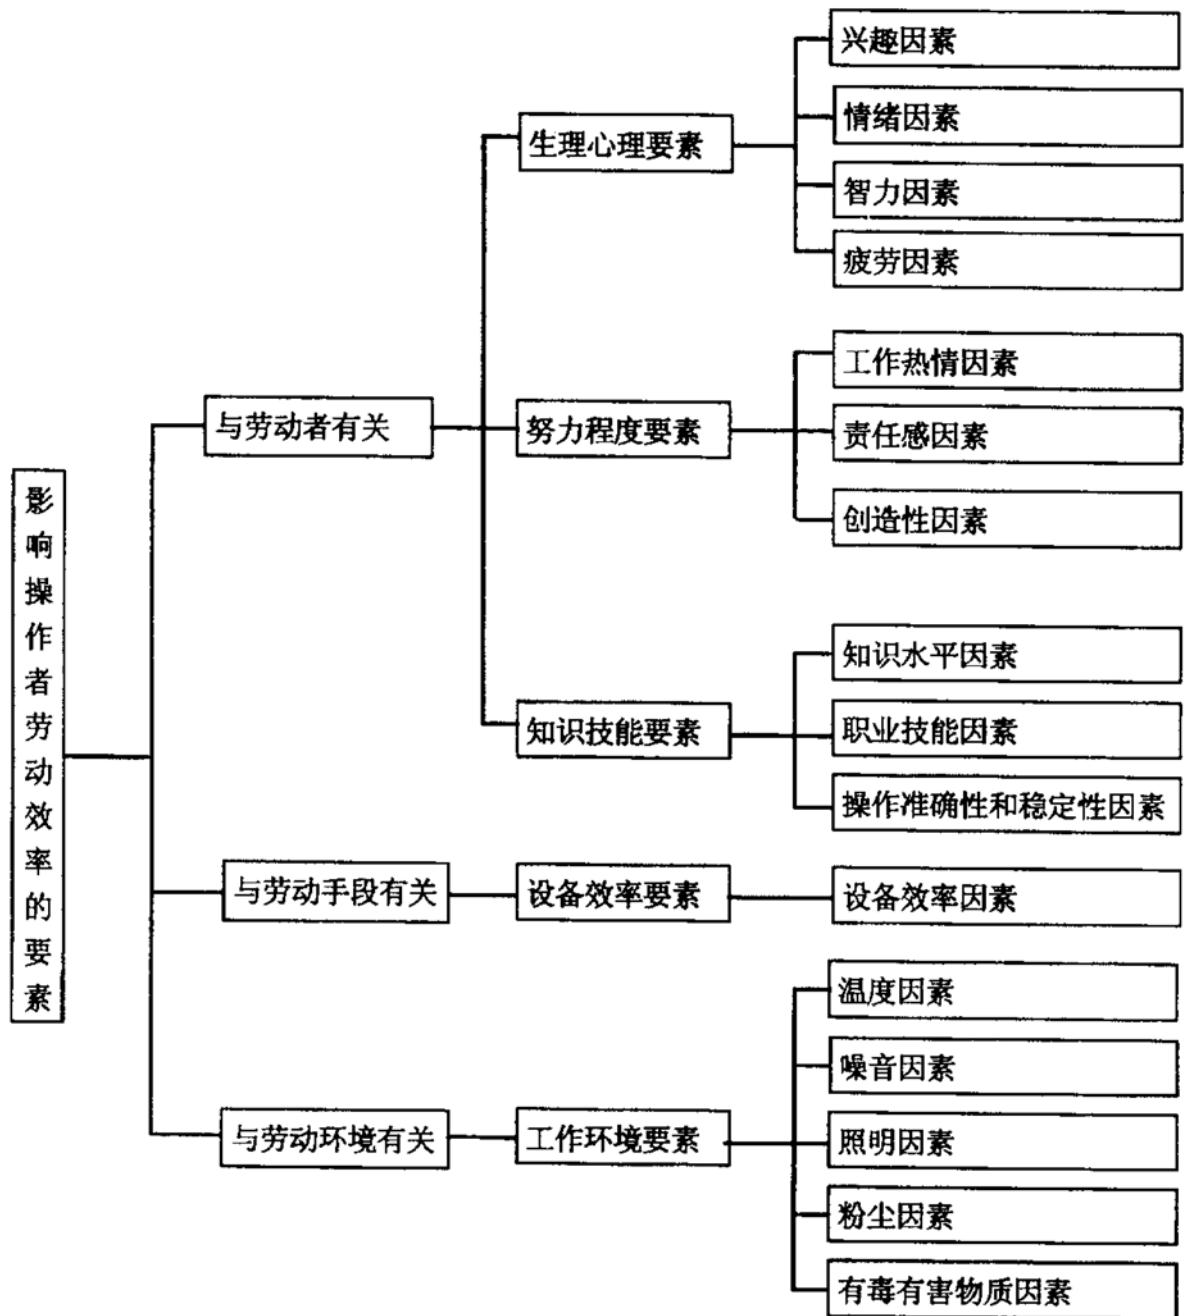 影响操作者劳动效率的要素
与劳动者有关
生理心理要素
兴趣因素
情绪因素
智力因素
疲劳因素
努力程度要素
工作热情因素
责任感因素
创造性因素
知识技能要素
知识水平因素
职业技能因素
操作准确性和稳定性因素
与劳动手段有关
设备效率要素
设备效率因素
与劳动环境有关
工作环境要素
温度因素
噪音因素
照明因素
粉尘因素
有毒有害物质因素